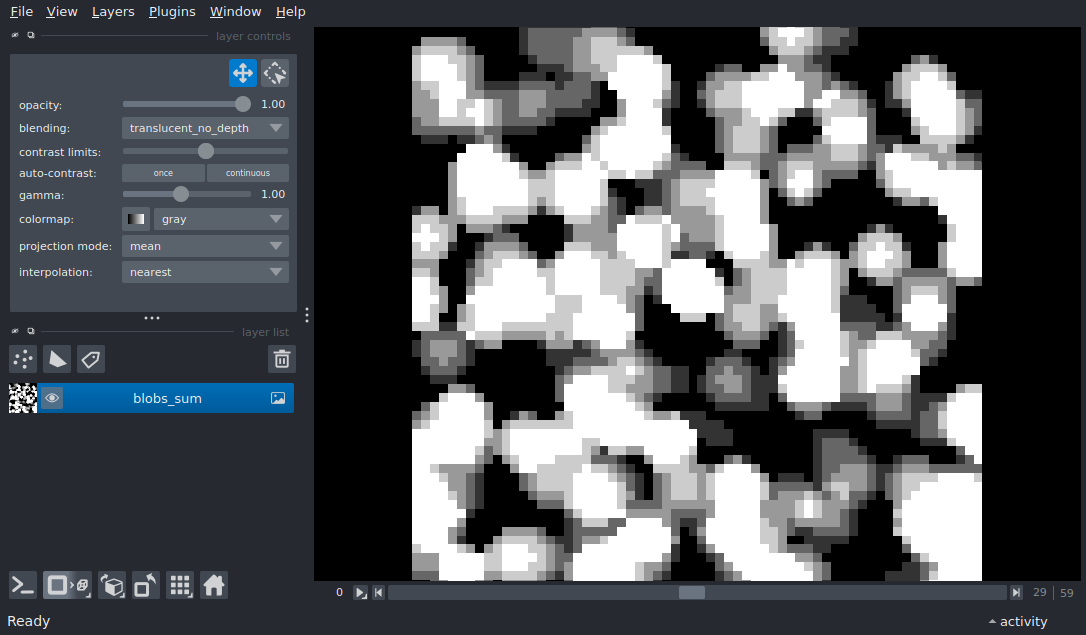 File View Layers Plugins Window Help
layer controls
opacity: 1.00
blending: translucent_no_depth
contrast limits:
auto-contrast: once continuous
gamma: 1.00
colormap: gray
projection mode: mean
interpolation: nearest
layer list
blobs_sum
0 29 59
Ready activity